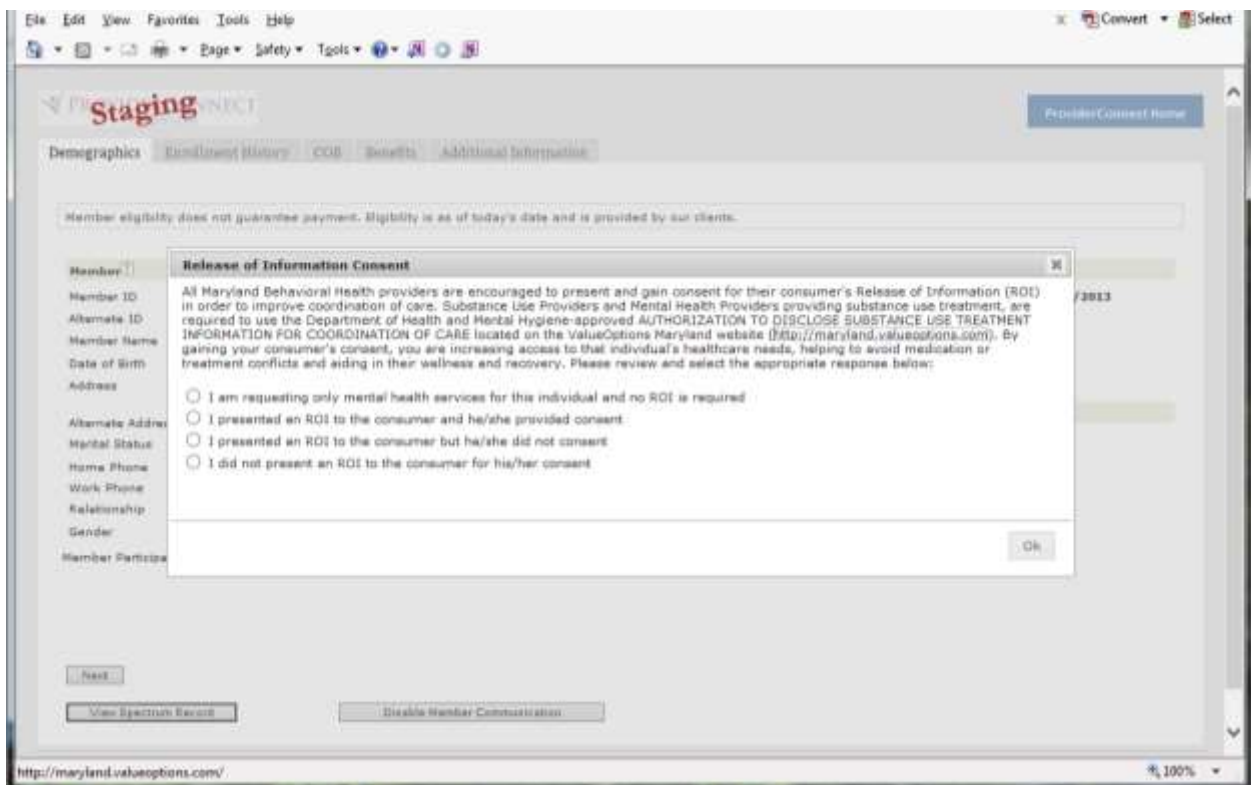 File Edit View Favorites Tools Help
x Convert Select
Page Safety Tools
Staging
ProviderConnect Home
Demographics Enrollment History COB Benefits Additional Information
Member eligibility does not guarantee payment. Eligibility is as of today's date and is provided by our clients.
Member
Member ID
Alternate ID
Member Name
Date of Birth
Address
Alternate Addres
Marital Status
Home Phone
Work Phone
Relationship
Gender
Member Participa
/2013
Release of Information Consent
All Maryland Behavioral Health providers are encouraged to present and gain consent for their consumer's Release of Information (ROI)
in order to improve coordination of care. Substance Use Providers and Mental Health Providers providing substance use treatment, are
required to use the Department of Health and Mental Hygiene-approved AUTHORIZATION TO DISCLOSE SUBSTANCE USE TREATMENT
INFORMATION FOR COORDINATION OF CARE located on the ValueOptions Maryland website (http://maryland.valueoptions.com). By
gaining your consumer's consent, you are increasing access to that individual's healthcare needs, helping to avoid medication or
treatment conflicts and aiding in their wellness and recovery. Please review and select the appropriate response below:
I am requesting only mental health services for this individual and no ROI is required
I presented an ROI to the consumer and he/she provided consent
I presented an ROI to the consumer but he/she did not consent
I did not present an ROI to the consumer for his/her consent
Ok
Next
View Spectrum Record Disable Member Communication
http://maryland.valueoptions.com/
100%